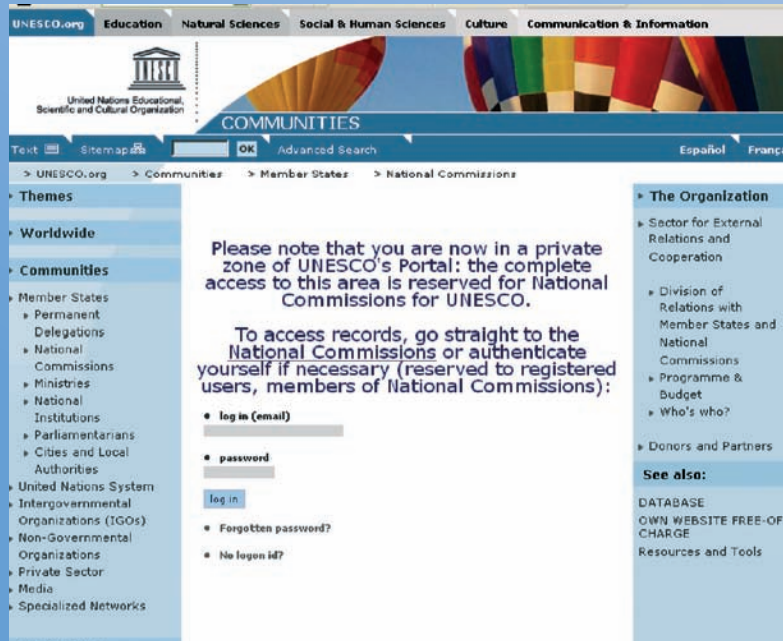 UNESCO.org Education Natural Sciences Social & Human Sciences Culture Communication & Information
UNESCO
United Nations Educational,
Scientific and Cultural Organization
COMMUNITIES
Text Sitemap OK Advanced Search Español França
> UNESCO.org > Communities > Member States > National Commissions
Themes
Worldwide
Communities
Member States
Permanent
Delegations
National
Commissions
Ministries
National
Institutions
Parliamentarians
Cities and Local
Authorities
United Nations System
Intergovernmental
Organizations (IGOs)
Non-Governmental
Organizations
Private Sector
Media
Specialized Networks
Please note that you are now in a private
zone of UNESCO's Portal: the complete
access to this area is reserved for National
Commissions for UNESCO.
To access records, go straight to the
National Commissions or authenticate
yourself if necessary (reserved to registered
users, members of National Commissions):
log in (email)
password
log in
Forgotten password?
No logon id?
The Organization
Sector for External
Relations and
Cooperation
Division of
Relations with
Member States and
National
Commissions
Programme &
Budget
Who's who?
Donors and Partners
See also:
DATABASE
OWN WEBSITE FREE-OF
CHARGE
Resources and Tools